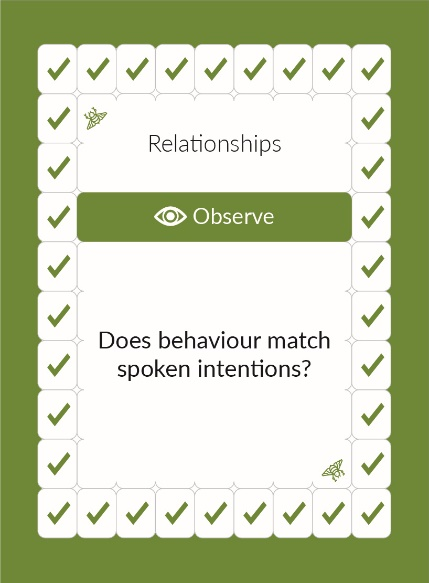 Relationships
Observe
Does behaviour match
spoken intentions?